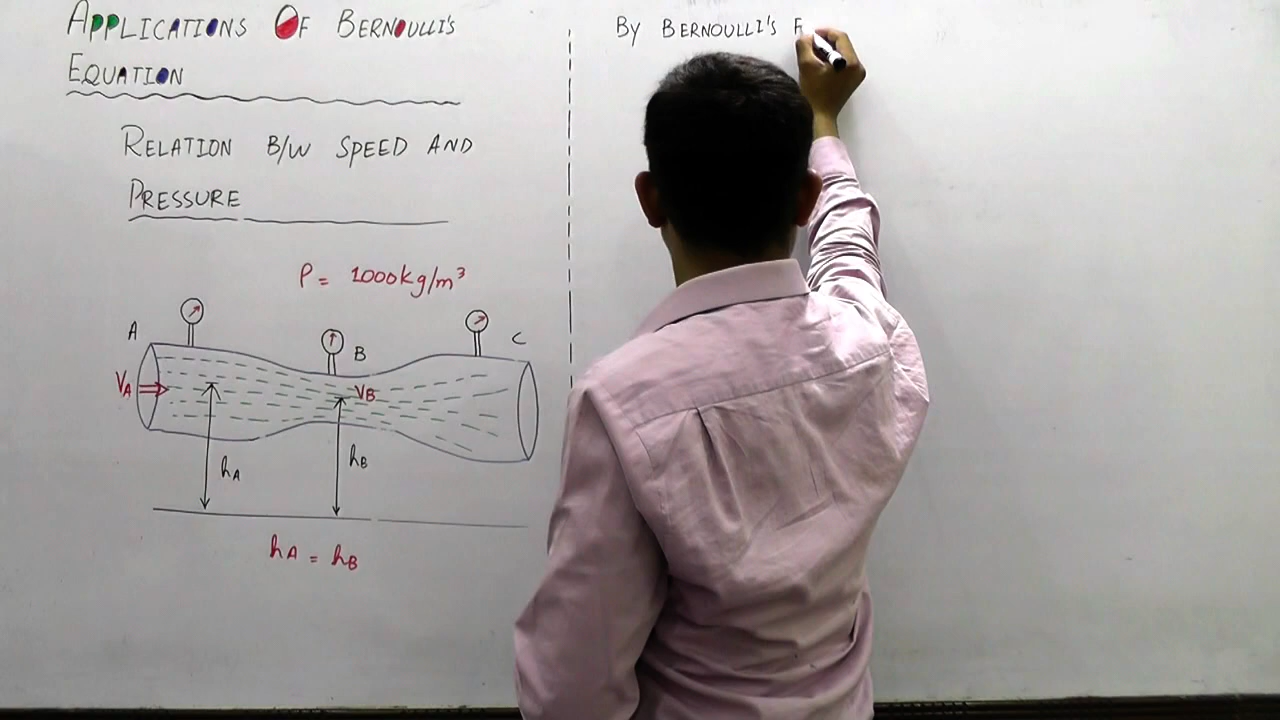 APPLICATIONS OF BERNOULLI'S
EQUATION
RELATION B/W SPEED AND
PRESSURE
ρ = 1000kg/m³
A
B
C
VA
VB
hA
hB
hA = hB
BY BERNOULLI'S E